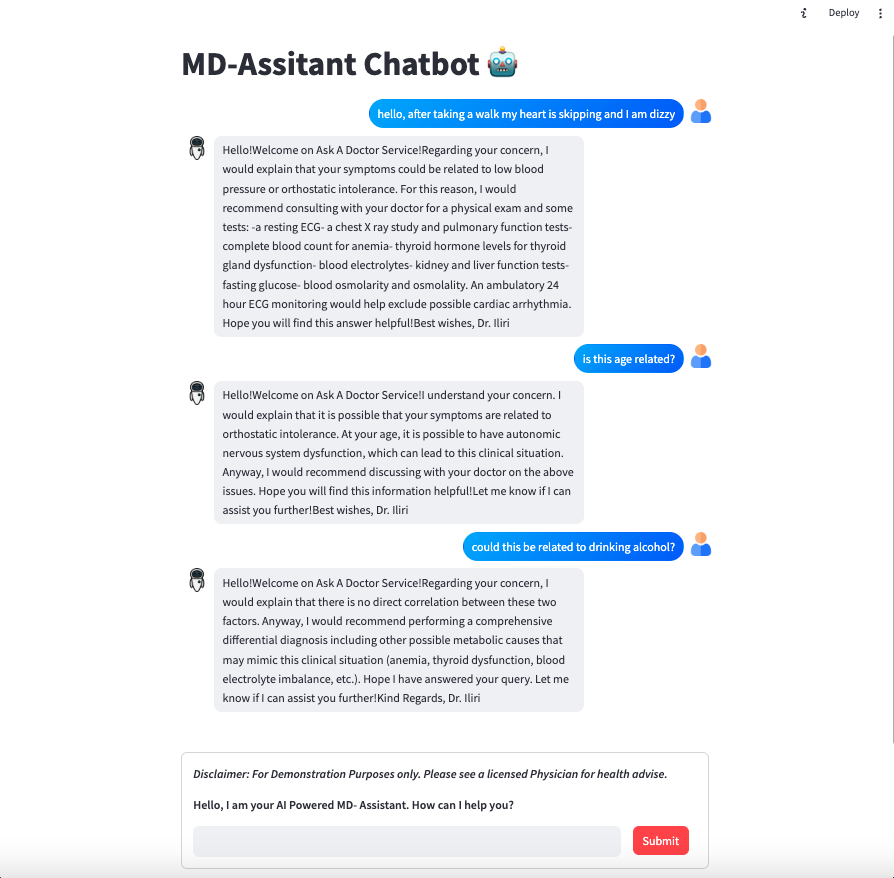 Deploy
MD-Assitant Chatbot
hello, after taking a walk my heart is skipping and I am dizzy
Hello!Welcome on Ask A Doctor Service!Regarding your concern, I
would explain that your symptoms could be related to low blood
pressure or orthostatic intolerance. For this reason, I would
recommend consulting with your doctor for a physical exam and some
tests: -a resting ECG- a chest X ray study and pulmonary function tests-
complete blood count for anemia- thyroid hormone levels for thyroid
gland dysfunction- blood electrolytes- kidney and liver function tests-
fasting glucose- blood osmolarity and osmolality. An ambulatory 24
hour ECG monitoring would help exclude possible cardiac arrhythmia.
Hope you will find this answer helpful!Best wishes, Dr. Iliri
is this age related?
Hello!Welcome on Ask A Doctor Service!I understand your concern. I
would explain that it is possible that your symptoms are related to
orthostatic intolerance. At your age, it is possible to have autonomic
nervous system dysfunction, which can lead to this clinical situation.
Anyway, I would recommend discussing with your doctor on the above
issues. Hope you will find this information helpful!Let me know if I can
assist you further!Best wishes, Dr. Iliri
could this be related to drinking alcohol?
Hello!Welcome on Ask A Doctor Service!Regarding your concern, I
would explain that there is no direct correlation between these two
factors. Anyway, I would recommend performing a comprehensive
differential diagnosis including other possible metabolic causes that
may mimic this clinical situation (anemia, thyroid dysfunction, blood
electrolyte imbalance, etc.). Hope I have answered your query. Let me
know if I can assist you further!Kind Regards, Dr. Iliri
Disclaimer: For Demonstration Purposes only. Please see a licensed Physician for health advise.
Hello, I am your AI Powered MD- Assistant. How can I help you?
Submit